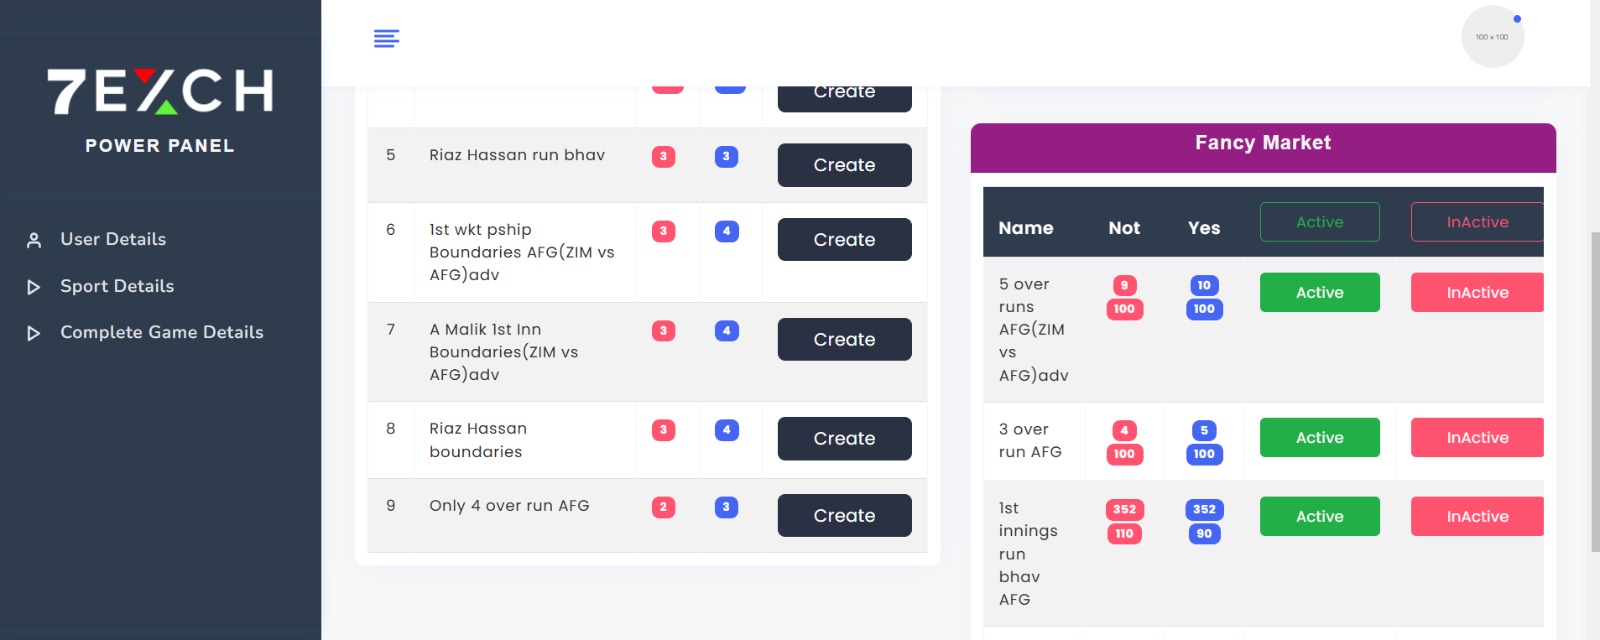 7EXCH
POWER PANEL
User Details
Sport Details
Complete Game Details
100 x 100
Create
5 Riaz Hassan run bhav 3 3 Create
6 1st wkt pship 3 4 Create
Boundaries AFG(ZIM vs
AFG)adv
7 A Malik 1st Inn 3 4 Create
Boundaries(ZIM vs
AFG)adv
8 Riaz Hassan 3 4 Create
boundaries
9 Only 4 over run AFG 2 3 Create
Fancy Market
Name Not Yes Active InActive
5 over 9 10 Active InActive
runs 100 100
AFG(ZIM
vs
AFG)adv
3 over 4 5 Active InActive
run AFG 100 100
1st 352 352 Active InActive
innings 110 90
run
bhav
AFG